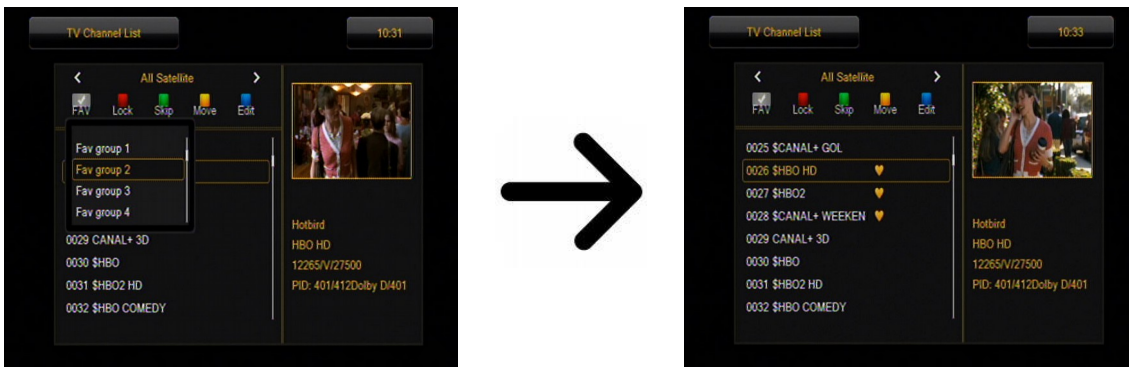 TV Channel List
10:31
All Satellite
FAV Lock Skip Move Edit
Fav group 1
Fav group 2
Fav group 3
Fav group 4
0029 CANAL+ 3D
0030 $HBO
0031 $HBO2 HD
0032 $HBO COMEDY
Hotbird
HBO HD
12265/V/27500
PID: 401/412Dolby D/401
TV Channel List
10:33
All Satellite
FAV Lock Skip Move Edit
0025 $CANAL+ GOL
0026 $HBO HD
0027 $HBO2
0028 $CANAL+ WEEKEN
0029 CANAL+ 3D
0030 $HBO
0031 $HBO2 HD
0032 $HBO COMEDY
Hotbird
HBO HD
12265/V/27500
PID: 401/412Dolby D/401